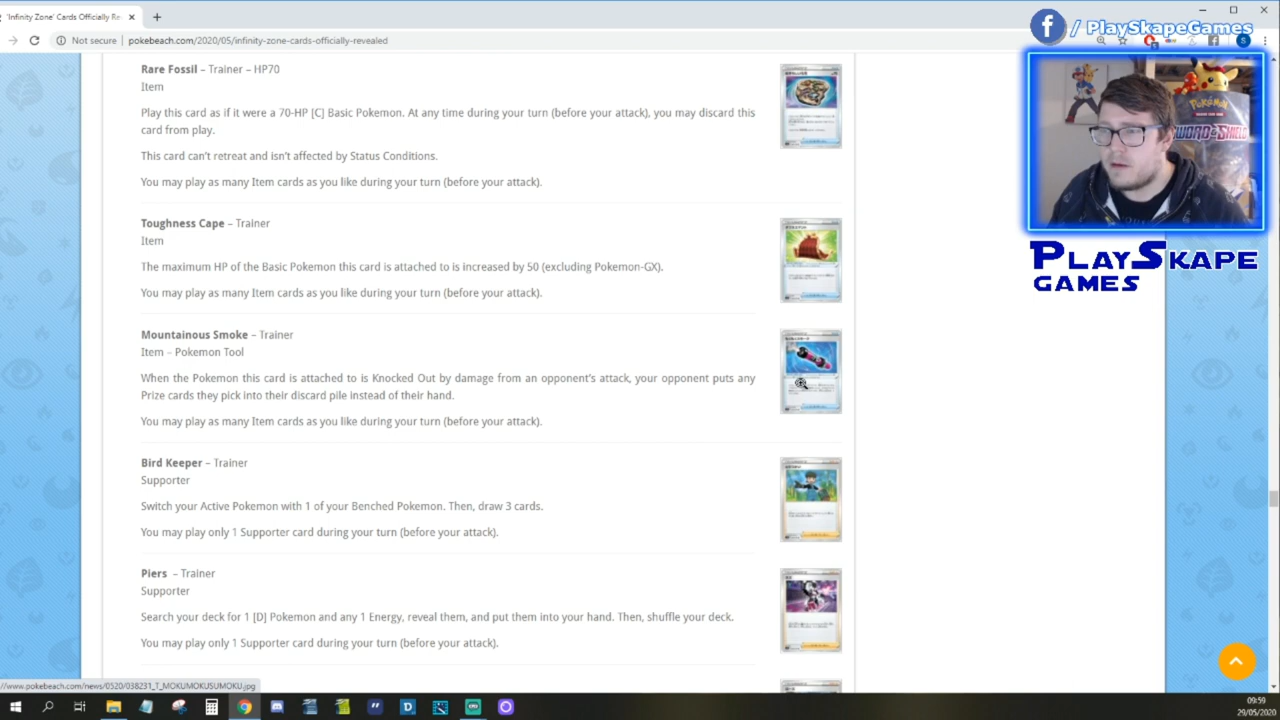 'Infinity Zone' Cards Officially Re
Not secure | pokebeach.com/2020/05/infinity-zone-cards-officially-revealed
/ PlaySkapeGames
Rare Fossil – Trainer – HP70
Item
Play this card as if it were a 70-HP [C] Basic Pokemon. At any time during your turn (before your attack), you may discard this
card from play.
This card can't retreat and isn't affected by Status Conditions.
You may play as many Item cards as you like during your turn (before your attack).
Toughness Cape – Trainer
Item
The maximum HP of the Basic Pokemon this card is attached to is increased by 50 (excluding Pokemon-GX).
You may play as many Item cards as you like during your turn (before your attack).
Mountainous Smoke – Trainer
Item – Pokemon Tool
When the Pokemon this card is attached to is Knocked Out by damage from an opponent's attack, your opponent puts any
Prize cards they pick into their discard pile instead of their hand.
You may play as many Item cards as you like during your turn (before your attack).
Bird Keeper – Trainer
Supporter
Switch your Active Pokemon with 1 of your Benched Pokemon. Then, draw 3 cards.
You may play only 1 Supporter card during your turn (before your attack).
Piers – Trainer
Supporter
Search your deck for 1 [D] Pokemon and any 1 Energy, reveal them, and put them into your hand. Then, shuffle your deck.
You may play only 1 Supporter card during your turn (before your attack).
POKÉMON
SWORD & SHIELD
PLAYSKAPE
GAMES
//www.pokebeach.com/news/0520/038231_T_MOKUMOKUSUMOKU.jpg
09:59
29/05/2020